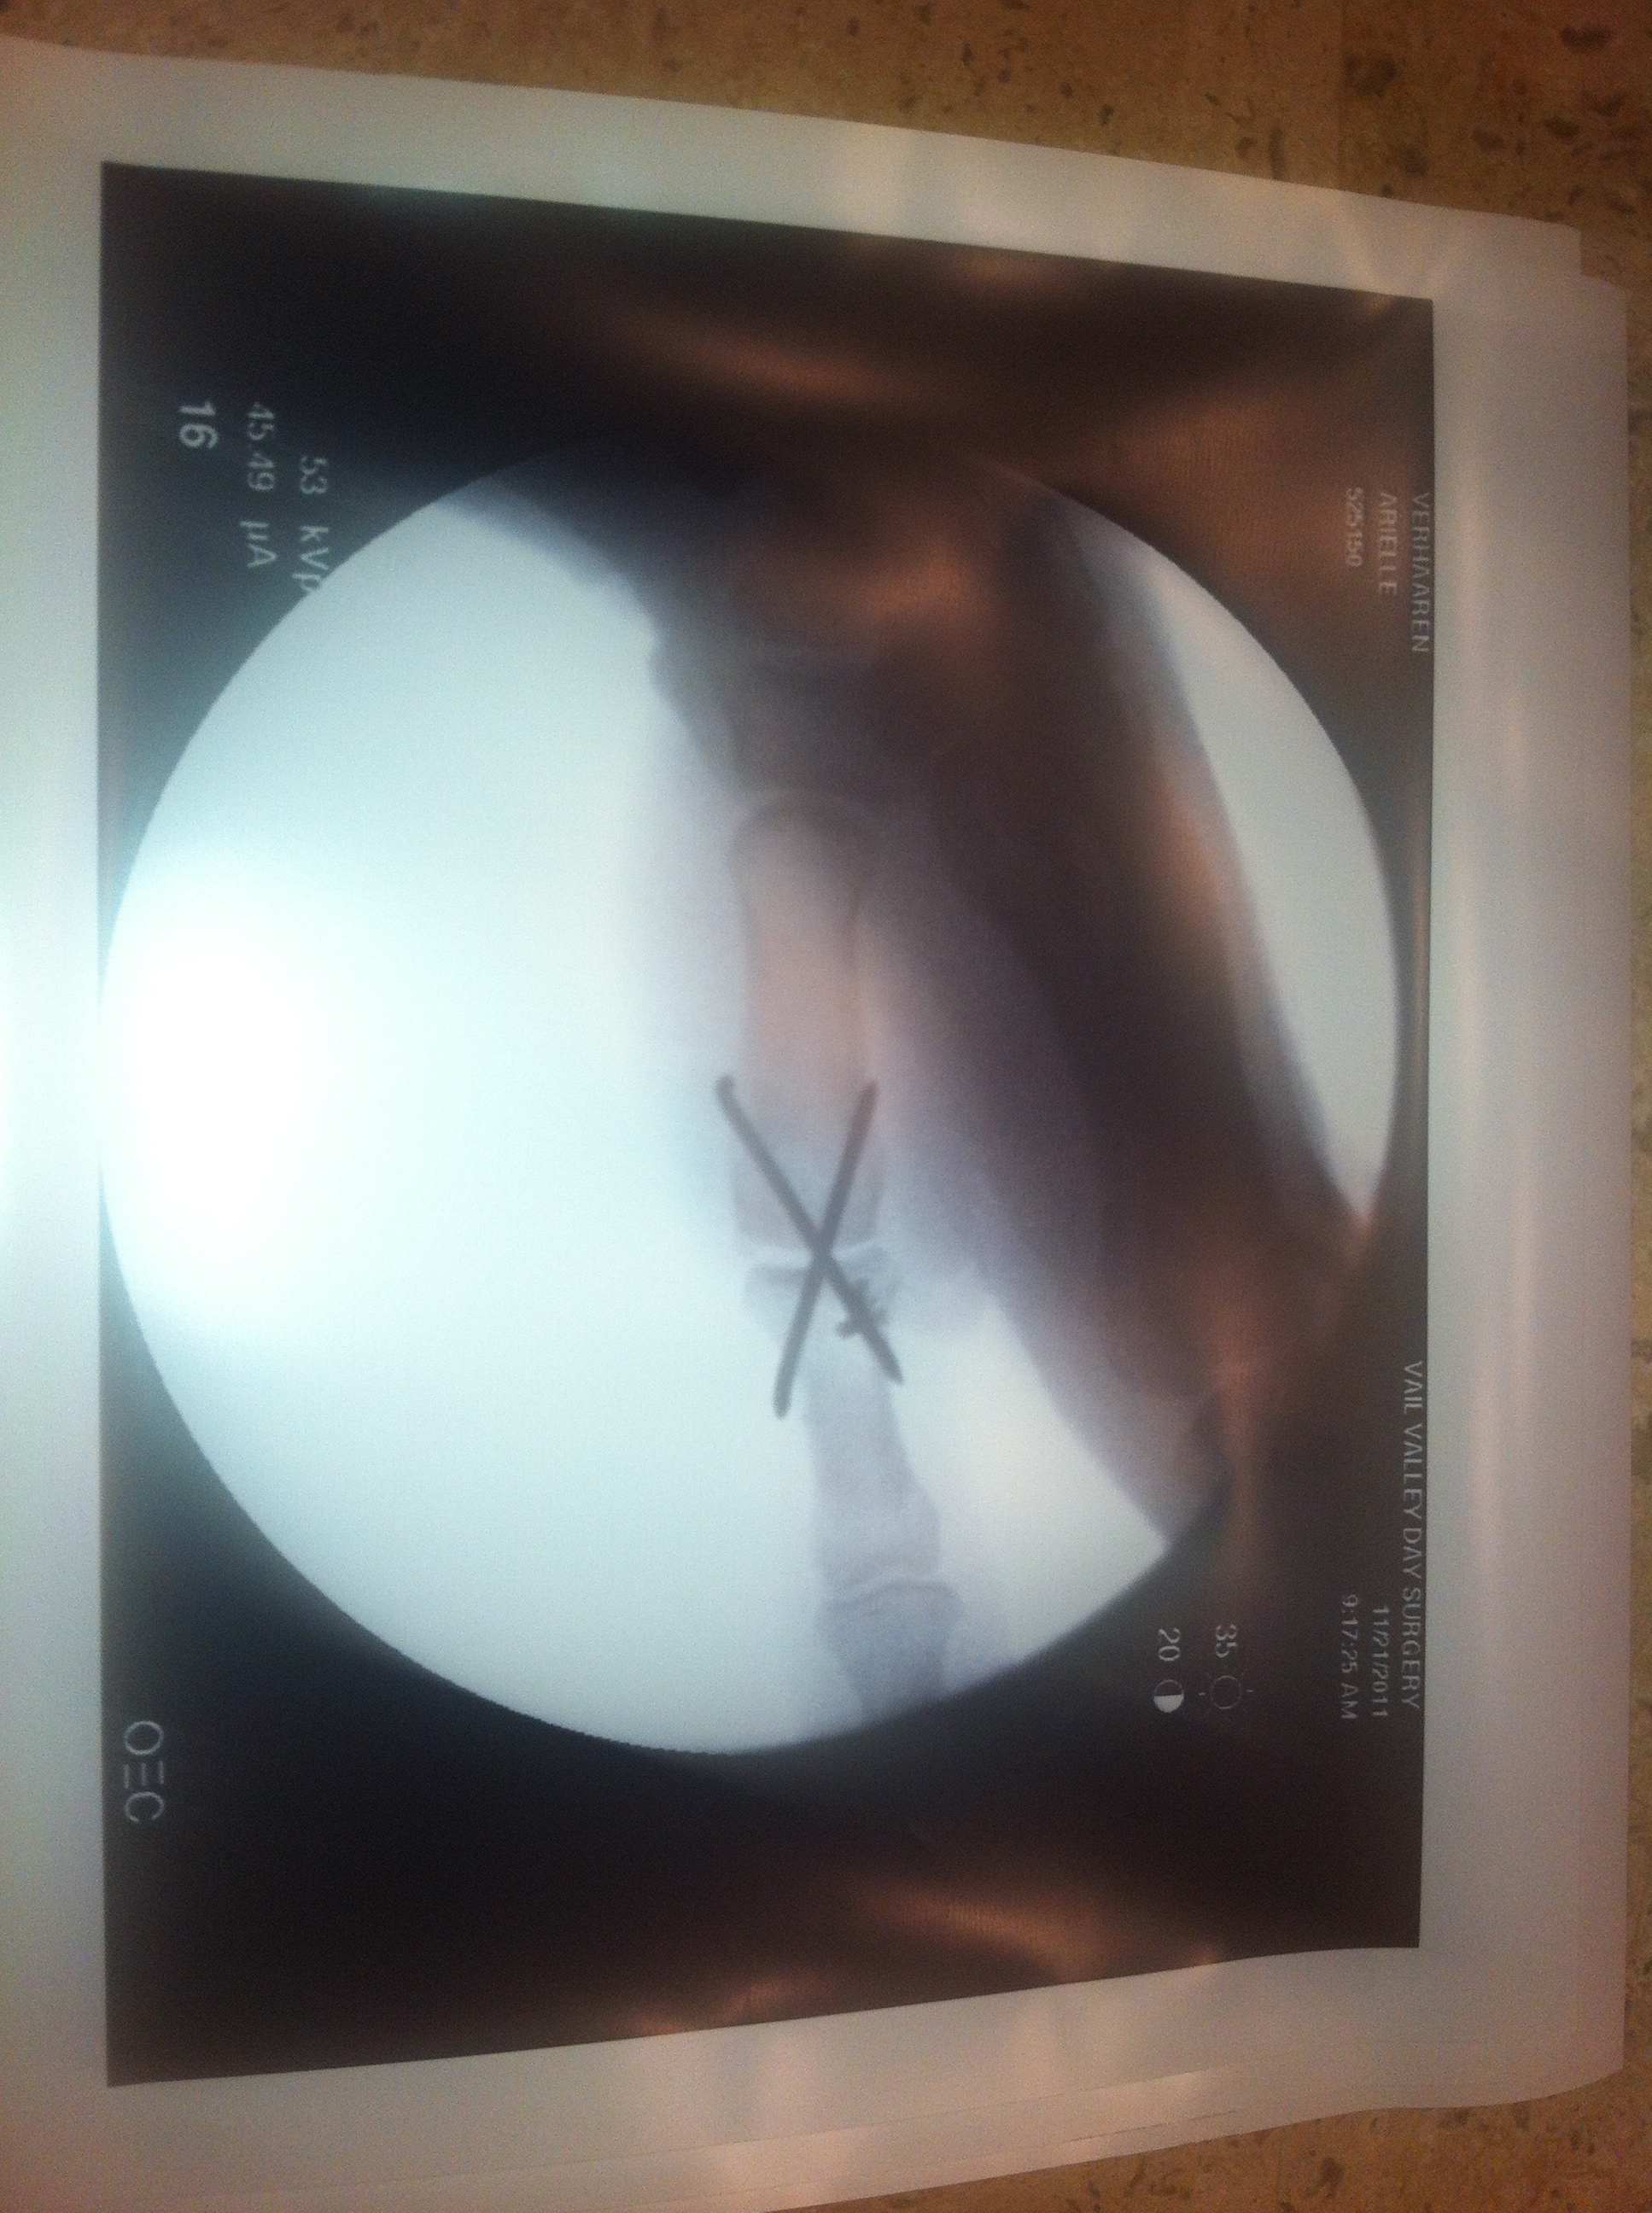 VERHAAREN
ARIELLE
525150
VAIL VALLEY DAY SURGERY
11/21/2011
9:17:25 AM
35
20
53 kVp
45.49 µA
16
OEC